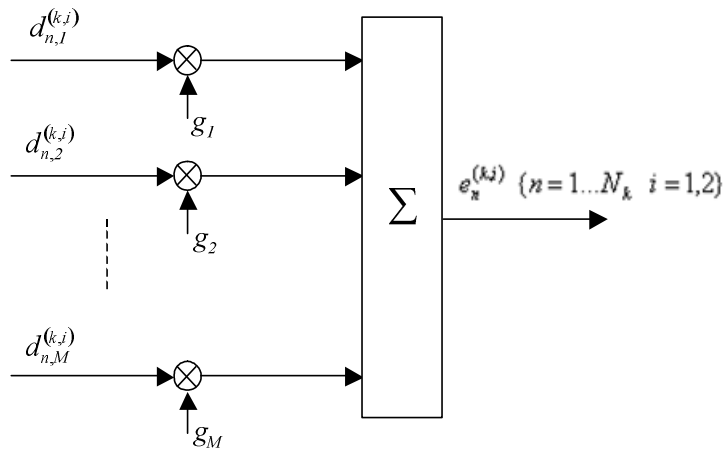 d_{n,1}^{(k,i)}
g_1
d_{n,2}^{(k,i)}
g_2
∑
e_n^{(k,i)} {n = 1...N_k i = 1,2}
d_{n,M}^{(k,i)}
g_M